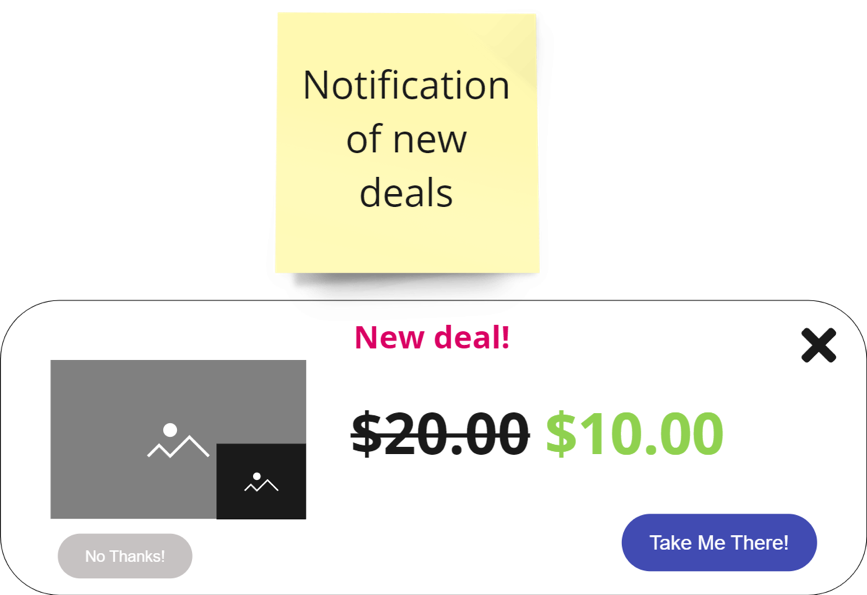 Notification
of new
deals
New deal!
$20.00 $10.00
No Thanks!
Take Me There!